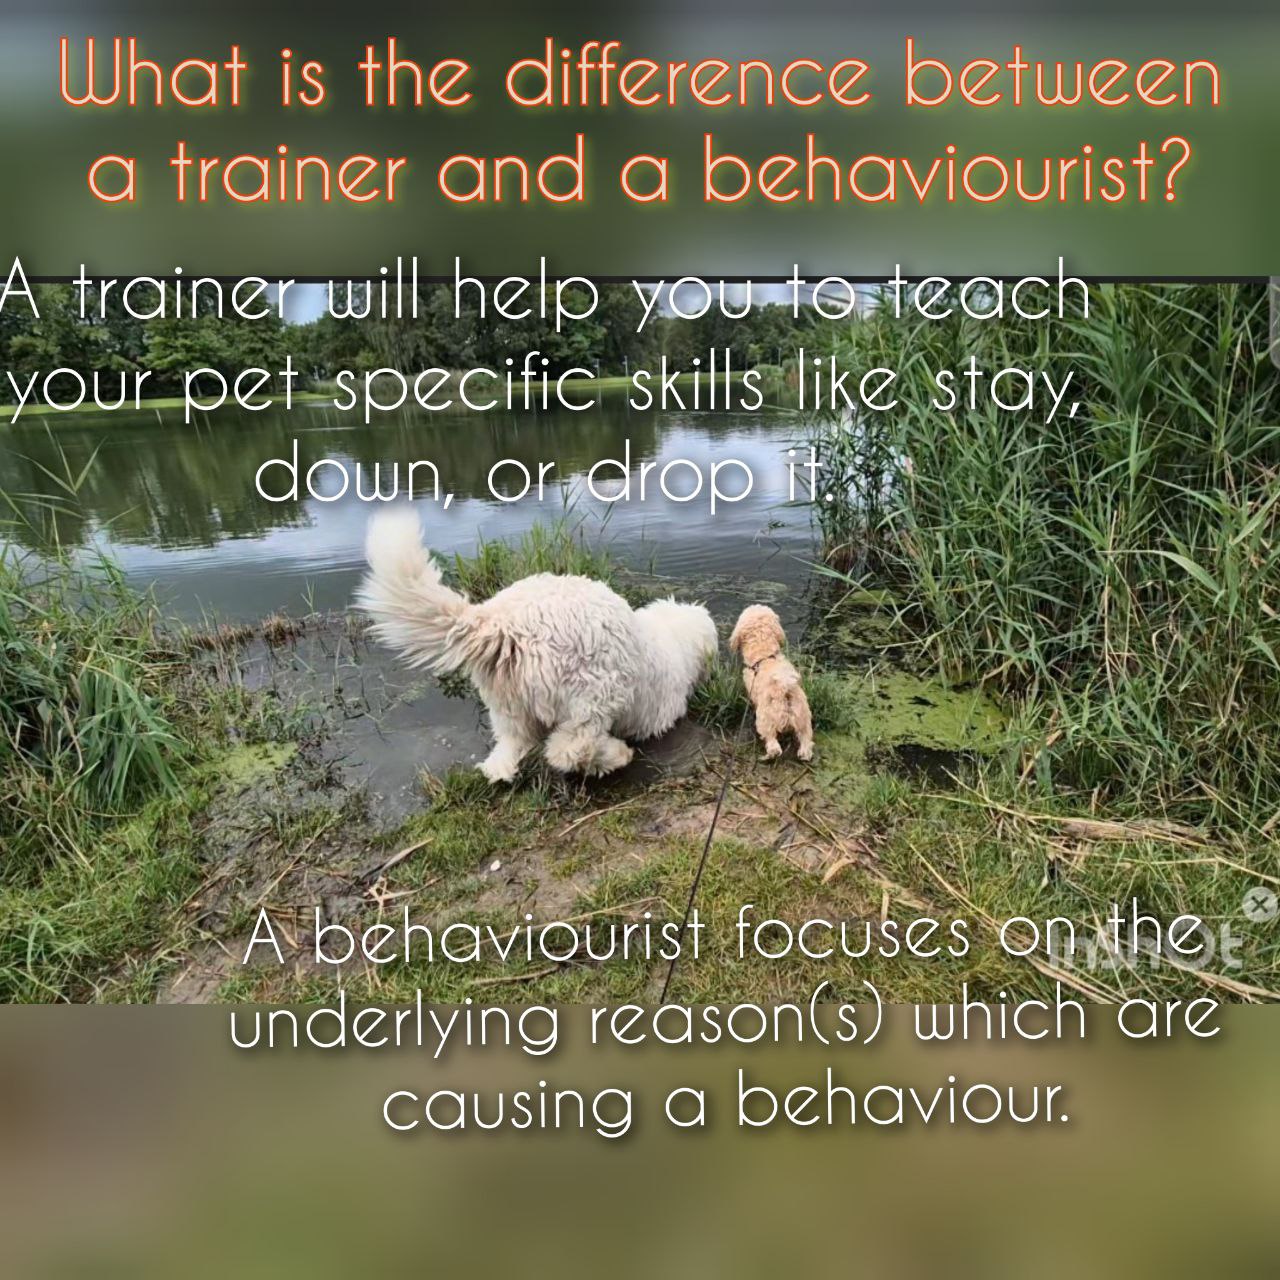 What is the difference between
a trainer and a behaviourist?
A trainer will help you to teach
your pet specific skills like stay,
down, or drop it.
A behaviourist focuses on the
underlying reason(s) which are
causing a behaviour.